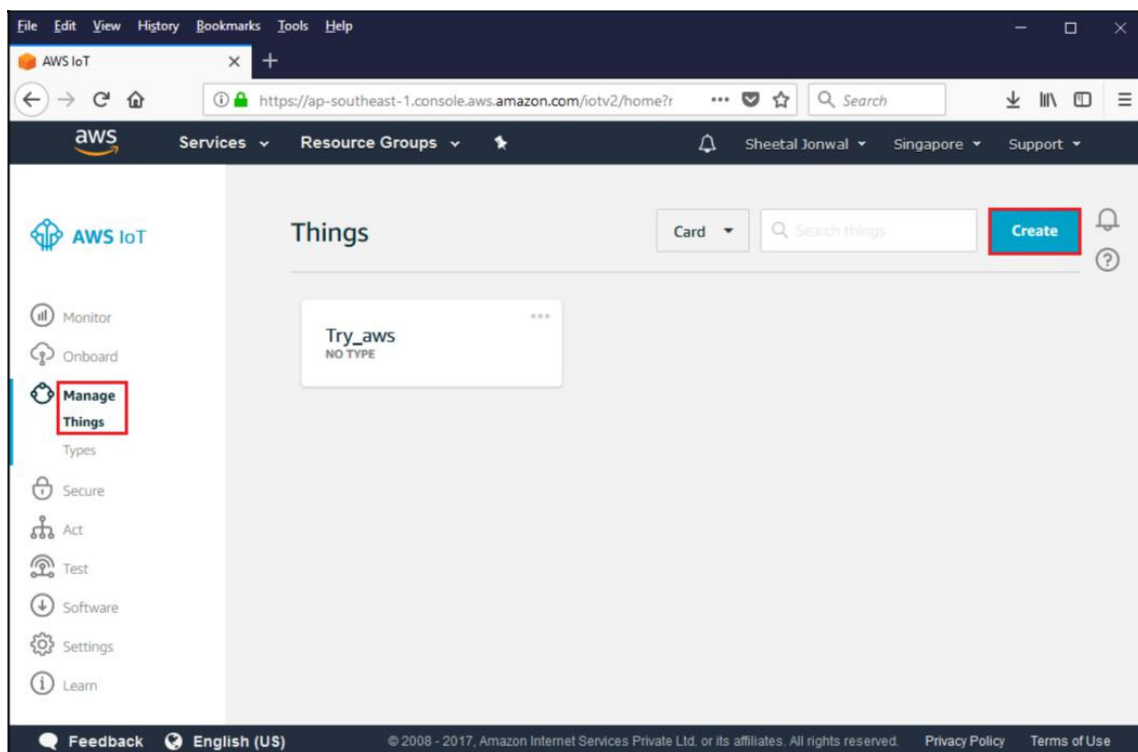 File Edit View History Bookmarks Tools Help
AWS IoT
https://ap-southeast-1.console.aws.amazon.com/iotv2/home?r
Search
aws Services Resource Groups Sheetal Jonwal Singapore Support
AWS IoT
Things
Card
Search things
Create
Try_aws
NO TYPE
Monitor
Onboard
Manage
Things
Types
Secure
Act
Test
Software
Settings
Learn
Feedback English (US) © 2008 - 2017, Amazon Internet Services Private Ltd. or its affiliates. All rights reserved. Privacy Policy Terms of Use